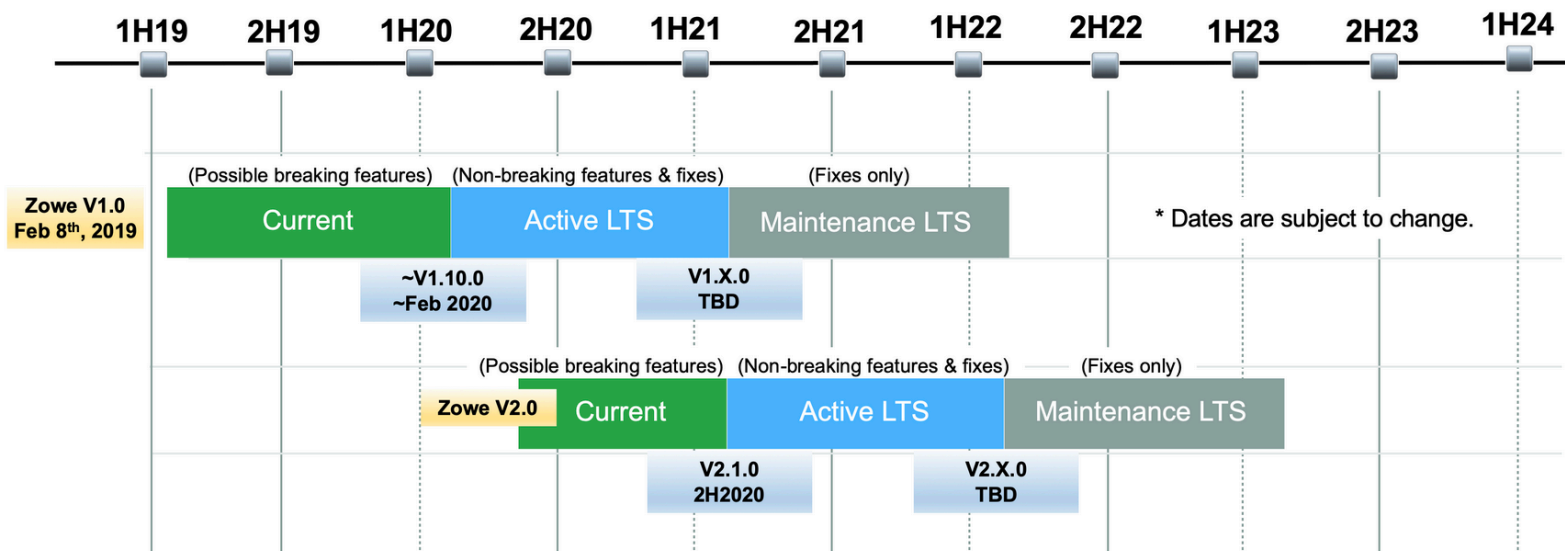 1H19 2H19 1H20 2H20 1H21 2H21 1H22 2H22 1H23 2H23 1H24
(Possible breaking features) (Non-breaking features & fixes) (Fixes only)
Zowe V1.0
Feb 8th, 2019
Current Active LTS Maintenance LTS
* Dates are subject to change.
~V1.10.0
~Feb 2020
V1.X.0
TBD
(Possible breaking features) (Non-breaking features & fixes) (Fixes only)
Zowe V2.0 Current Active LTS Maintenance LTS
V2.1.0
2H2020
V2.X.0
TBD